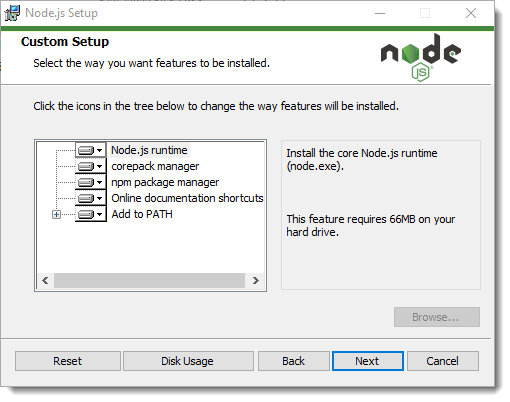 Node.js Setup
Custom Setup
Select the way you want features to be installed.
node
JS
Click the icons in the tree below to change the way features will be installed.
Node.js runtime
corepack manager
npm package manager
Online documentation shortcuts
Add to PATH
Install the core Node.js runtime
(node.exe).
This feature requires 66MB on your
hard drive.
Browse...
Reset
Disk Usage
Back
Next
Cancel